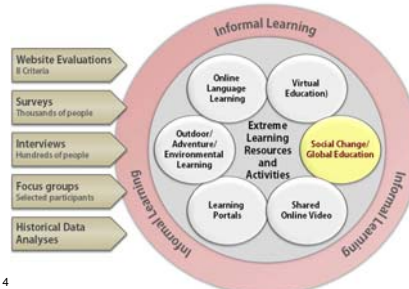 Informal Learning
Website Evaluations
8 Criteria
Surveys
Thousands of people
Interviews
Hundreds of people
Focus groups
Selected participants
Historical Data
Analyses
Online
Language
Learning
Virtual
Education)
Outdoor/
Adventure/
Environmental
Learning
Extreme
Learning
Resources
and
Activities
Social Change/
Global Education
Learning
Portals
Shared
Online Video
Informal Learning
Informal Learning
4